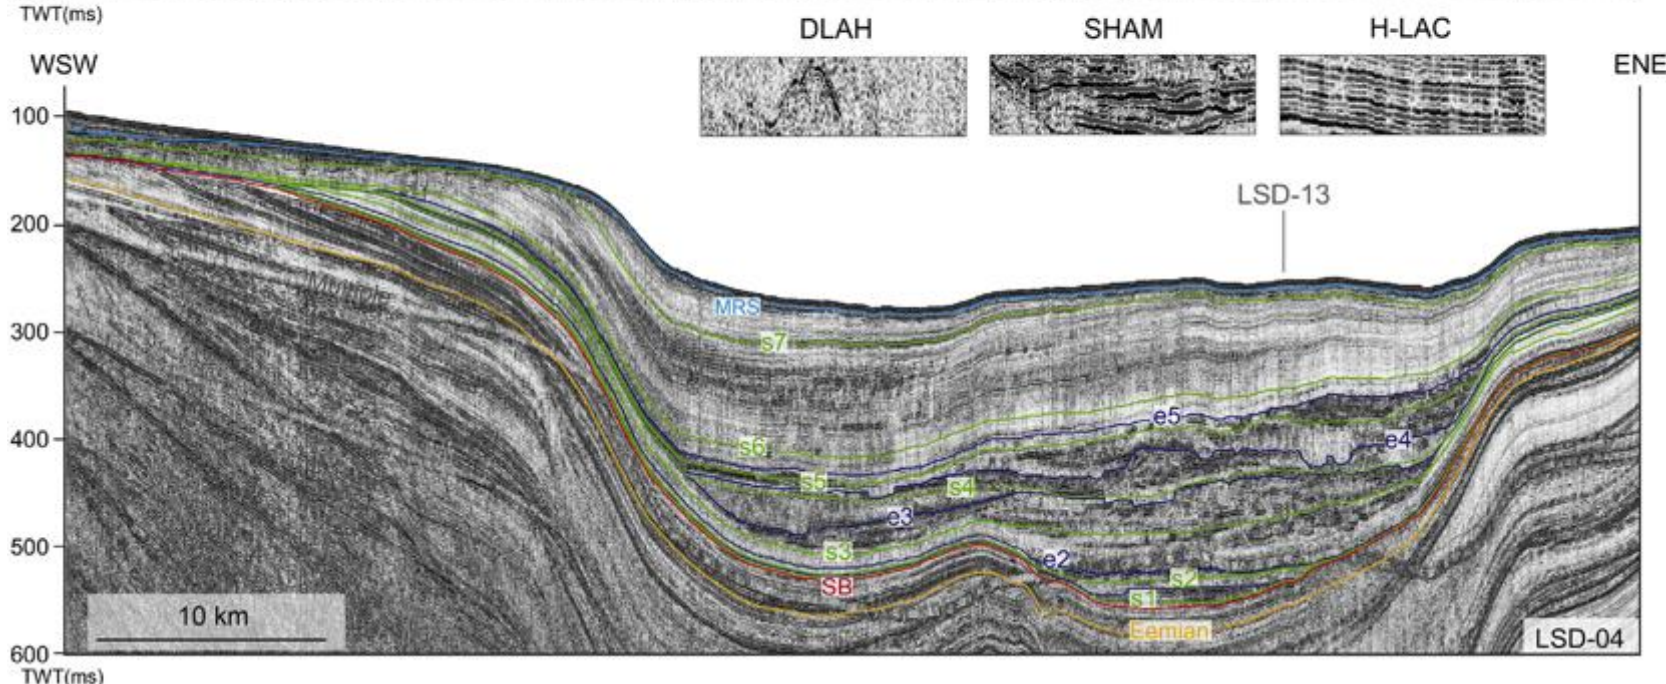 TWT(ms)
DLAH
SHAM
H-LAC
WSW
ENE
100
LSD-13
200
300
MRS
s7
400
e5
e4
s6
s5
s4
e3
500
s3
e2
SB
s2
s1
10 km
Eemian
LSD-04
600
TWT(ms)